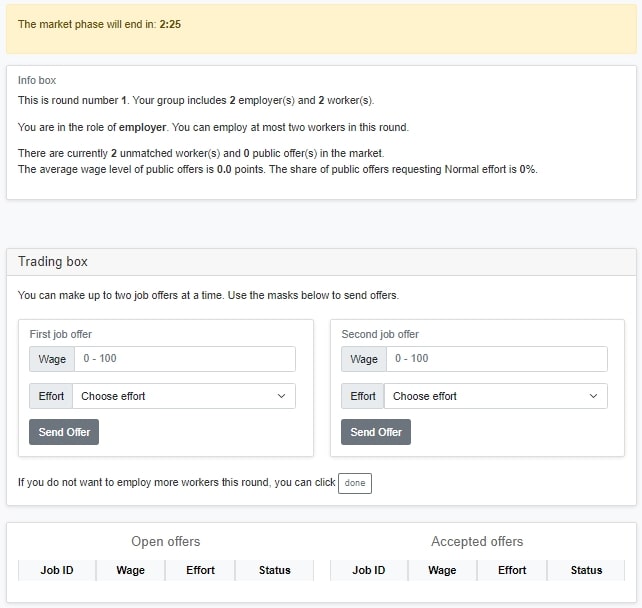 The market phase will end in: 2:25
Info box
This is round number 1. Your group includes 2 employer(s) and 2 worker(s).
You are in the role of employer. You can employ at most two workers in this round.
There are currently 2 unmatched worker(s) and 0 public offer(s) in the market.
The average wage level of public offers is 0.0 points. The share of public offers requesting Normal effort is 0%.
Trading box
You can make up to two job offers at a time. Use the masks below to send offers.
First job offer
Wage 0 - 100
Effort Choose effort
Send Offer
Second job offer
Wage 0 - 100
Effort Choose effort
Send Offer
If you do not want to employ more workers this round, you can click done
Open offers
Job ID Wage Effort Status
Accepted offers
Job ID Wage Effort Status